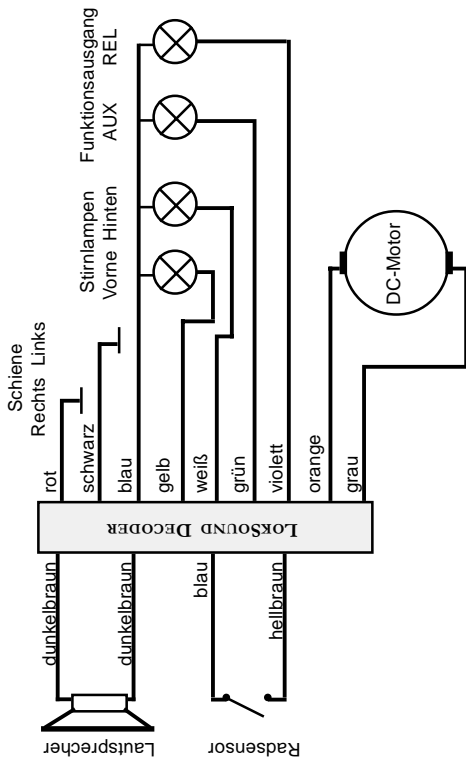 Schiene
Rechts Links
Stirnlampen
Vorne Hinten
Funktionsausgang
AUX
REL
rot
schwarz
blau
gelb
weiß
grün
violett
orange
grau
DC-Motor
LOKSOUND DECODER
dunkelbraun
dunkelbraun
blau
hellbraun
Lautsprecher
Radsensor